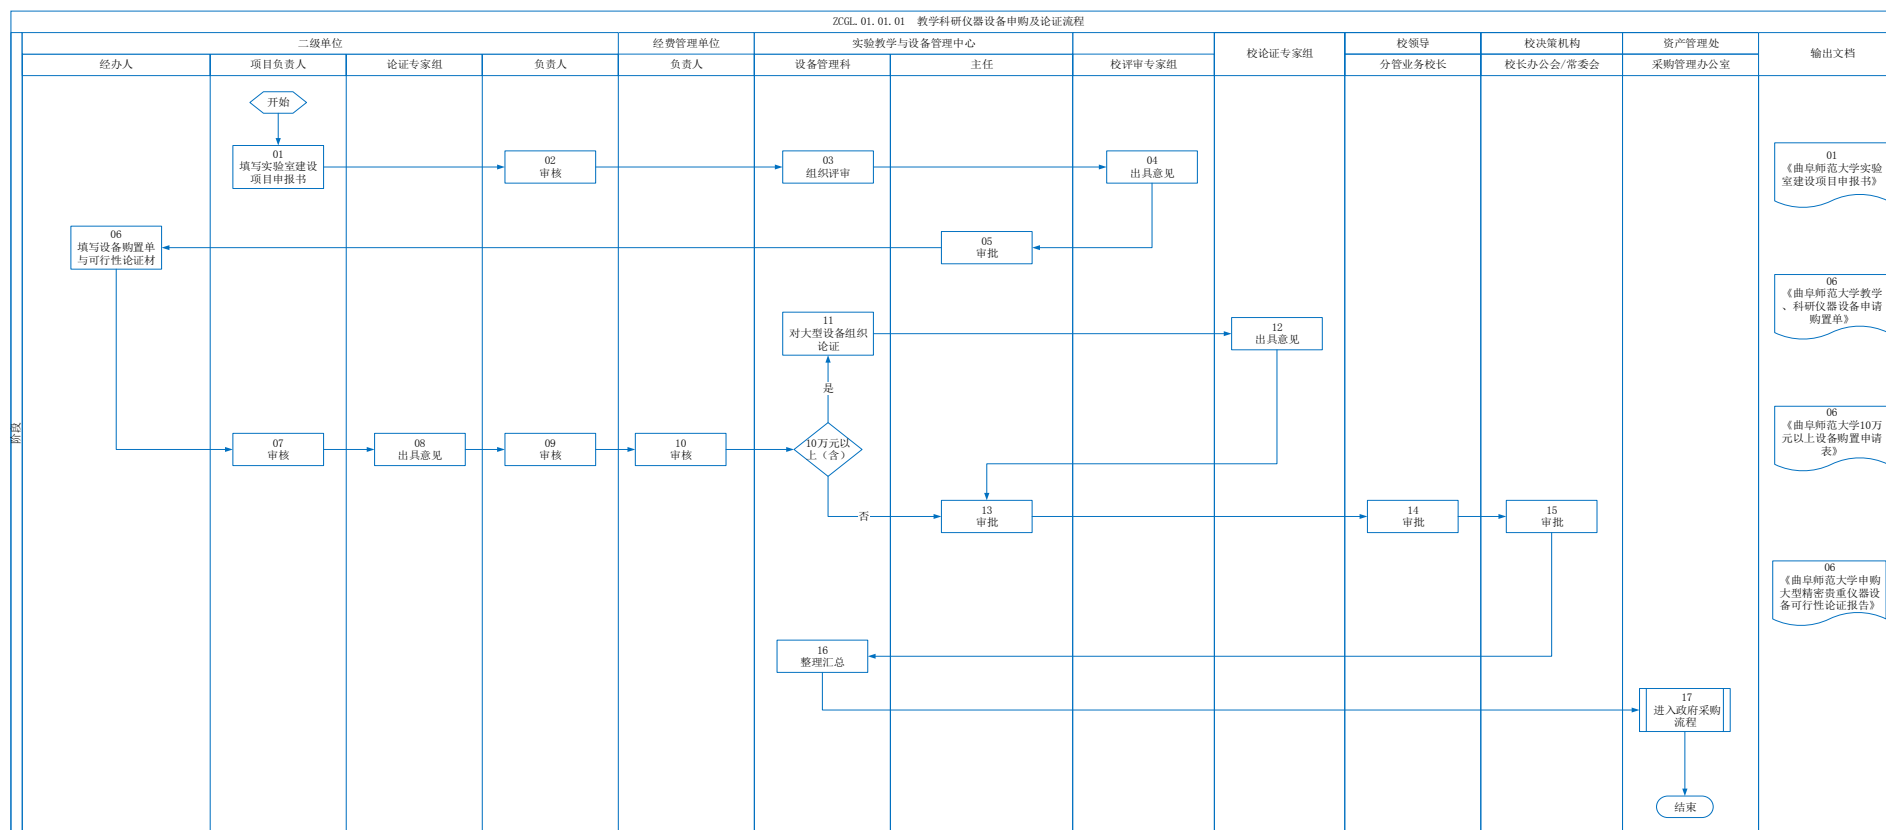 ZCGL.01.01.01  教学科研仪器设备申购及论证流程
二级单位
经费管理单位
实验教学与设备管理中心
校论证专家组
校领导
校决策机构
资产管理处
输出文档
经办人
项目负责人
论证专家组
负责人
负责人
设备管理科
主任
校评审专家组
分管业务校长
校长办公会/常委会
采购管理办公室
阶段
开始
01
填写实验室建设
项目申报书
02
审核
03
组织评审
04
出具意见
01
《曲阜师范大学实验
室建设项目申报书》
06
填写设备购置单
与可行性论证材
05
审批
06
《曲阜师范大学教学
、科研仪器设备申请
购置单》
11
对大型设备组织
论证
12
出具意见
是
07
审核
08
出具意见
09
审核
10
审核
10万元以
上（含）
06
《曲阜师范大学10万
元以上设备购置申请
表》
否
13
审批
14
审批
15
审批
06
《曲阜师范大学申购
大型精密贵重仪器设
备可行性论证报告》
16
整理汇总
17
进入政府采购
流程
结束